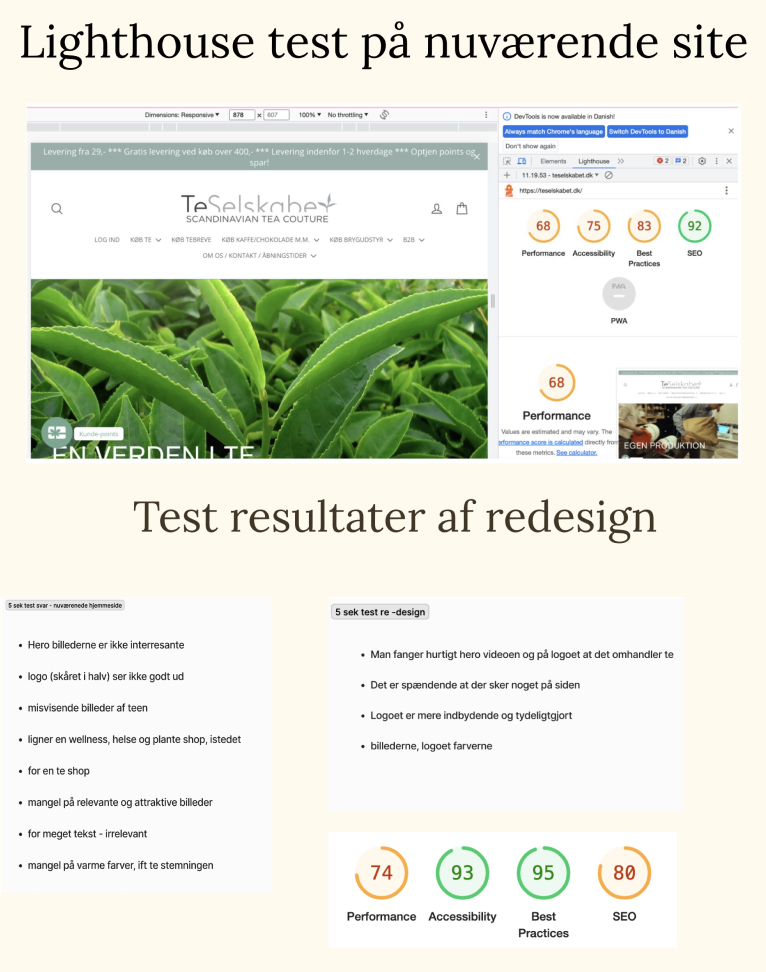 Lighthouse test på nuværende site
Dimensions: Responsive ▼ 878 × 607 100% ▼ No throttling ▼
Levering fra 29,- *** Gratis levering ved køb over 400,- *** Levering indenfor 1-2 hverdage *** Optjen points og
spar!
TeSelskabet
SCANDINAVIAN TEA COUTURE
LOG IND KØB TE KØB TEBREVE KØB KAFFE/CHOKOLADE M.M. KØB BRYGUDSTYR B2B
OM OS / KONTAKT / ÅBNINGSTIDER
Kunde-points
EN VERDEN I TE
DevTools is now available in Danish!
Always match Chrome's language Switch DevTools to Danish
Don't show again
Elements Lighthouse 2 2
11.19.53 - teselskabet.dk ▼
https://teselskabet.dk/
68 75 83 92
Performance Accessibility Best SEO
Practices
PWA
PWA
68
Performance
Values are estimated and may vary. The
erformance score is calculated directly from
these metrics. See calculator.
TeSelskabet
EGEN PRODUKTION
Test resultater af redesign
5 sek test svar - nuværenede hjemmeside
• Hero billederne er ikke interresante
• logo (skåret i halv) ser ikke godt ud
• misvisende billeder af teen
• ligner en wellness, helse og plante shop, istedet
• for en te shop
• mangel på relevante og attraktive billeder
• for meget tekst - irrelevant
• mangel på varme farver, ift te stemningen
5 sek test re -design
• Man fanger hurtigt hero videoen og på logoet at det omhandler te
• Det er spændende at der sker noget på siden
• Logoet er mere indbydende og tydeligtgjort
• billederne, logoet farverne
74 93 95 80
Performance Accessibility Best SEO
Practices